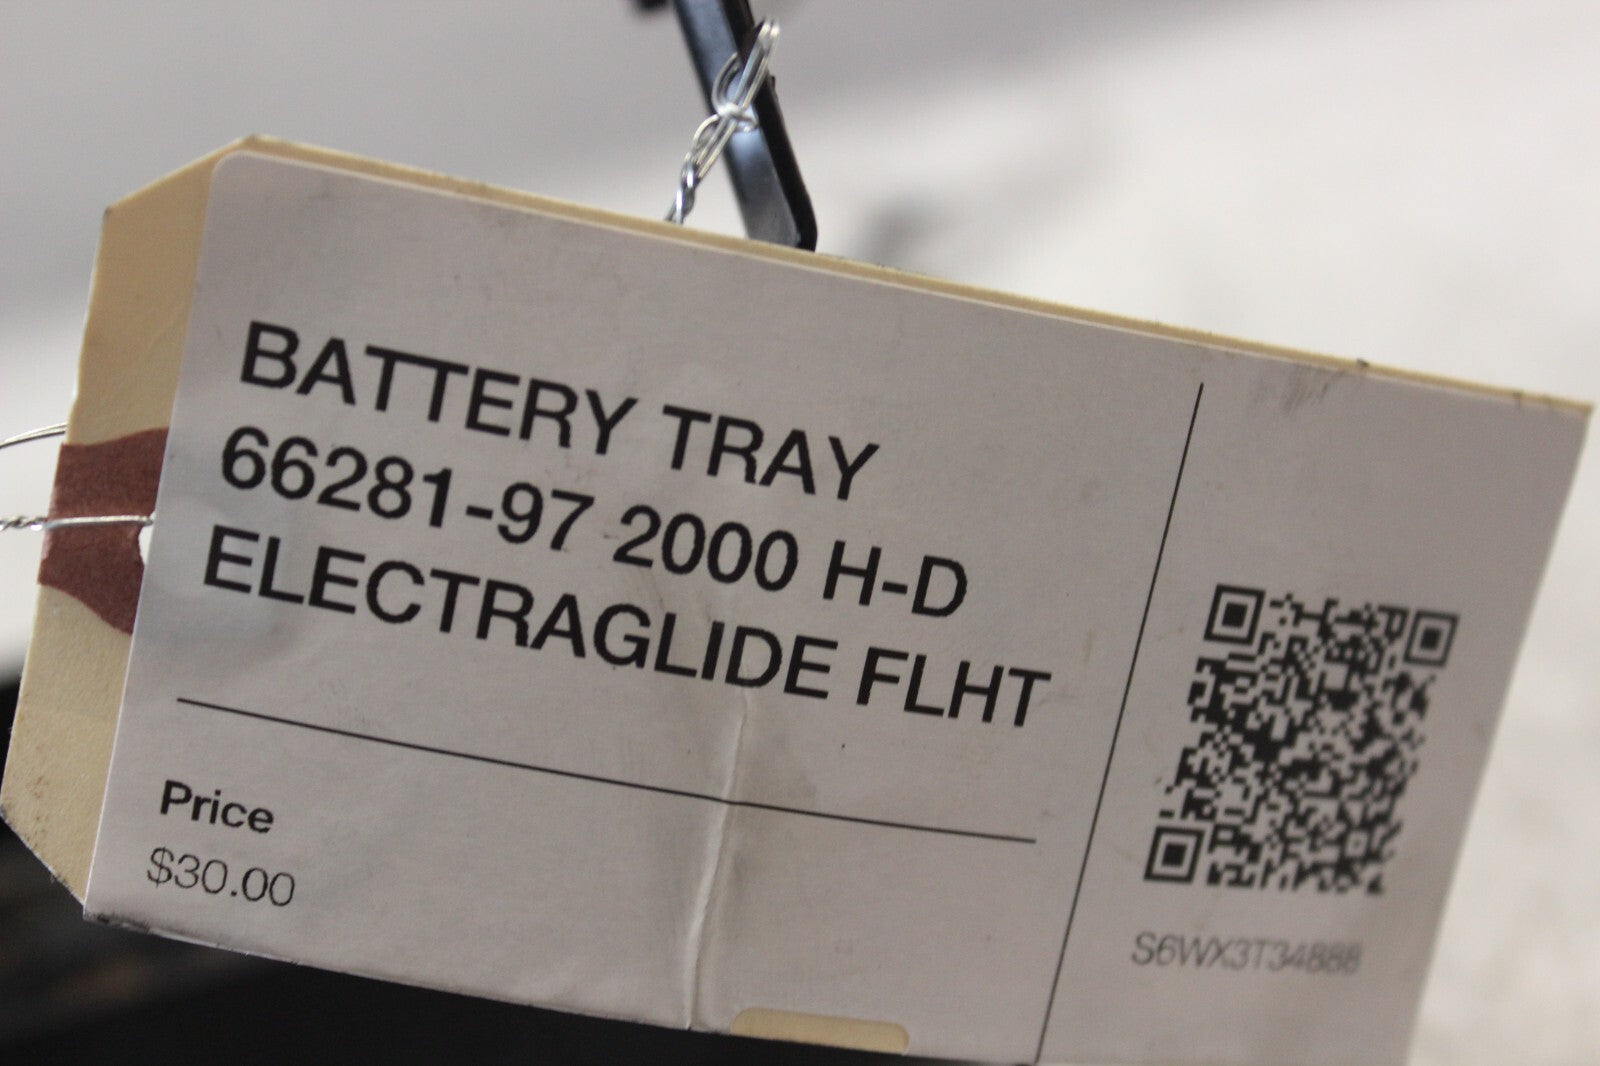 BATTERY TRAY
66281-97 2000 H-D
ELECTRAGLIDE FLHT
Price
$30.00
S6WX3T34888